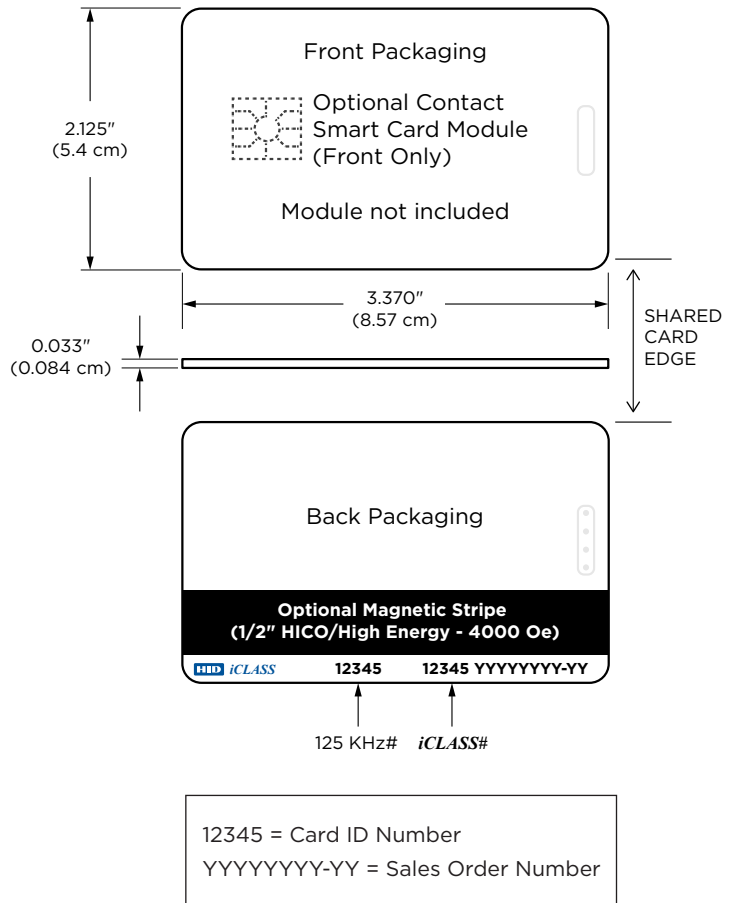 Front Packaging
Optional Contact
Smart Card Module
(Front Only)
Module not included
2.125"
(5.4 cm)
3.370"
(8.57 cm)
SHARED
CARD
EDGE
0.033"
(0.084 cm)
Back Packaging
Optional Magnetic Stripe
(1/2" HICO/High Energy - 4000 Oe)
HID iCLASS 12345 12345 YYYYYYYY-YY
125 KHz# iCLASS#
12345 = Card ID Number
YYYYYYYY-YY = Sales Order Number